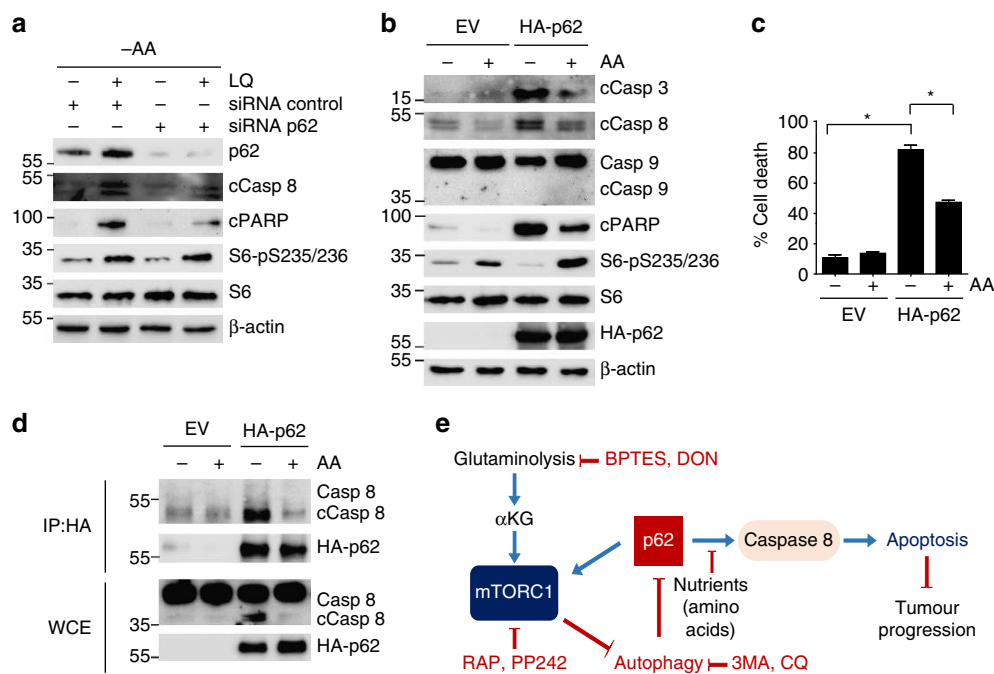 a
–AA
– + – + LQ
+ + – – siRNA control
– – + + siRNA p62
55 p62
55 cCasp 8
100 cPARP
35 S6-pS235/236
35 S6
55 β-actin
b
EV HA-p62
– + – + AA
15 cCasp 3
55 cCasp 8
Casp 9
35 cCasp 9
100 cPARP
35 S6-pS235/236
35 S6
55 HA-p62
55 β-actin
c
% Cell death
100
80
60
40
20
0
*
*
– + – + AA
EV HA-p62
d
EV HA-p62
– + – + AA
IP:HA
55 Casp 8
cCasp 8
55 HA-p62
WCE
Casp 8
35 cCasp 8
55 HA-p62
e
Glutaminolysis BPTES, DON
αKG
mTORC1
RAP, PP242
p62
Caspase 8
Apoptosis
Nutrients
(amino
acids)
Tumour
progression
Autophagy 3MA, CQ